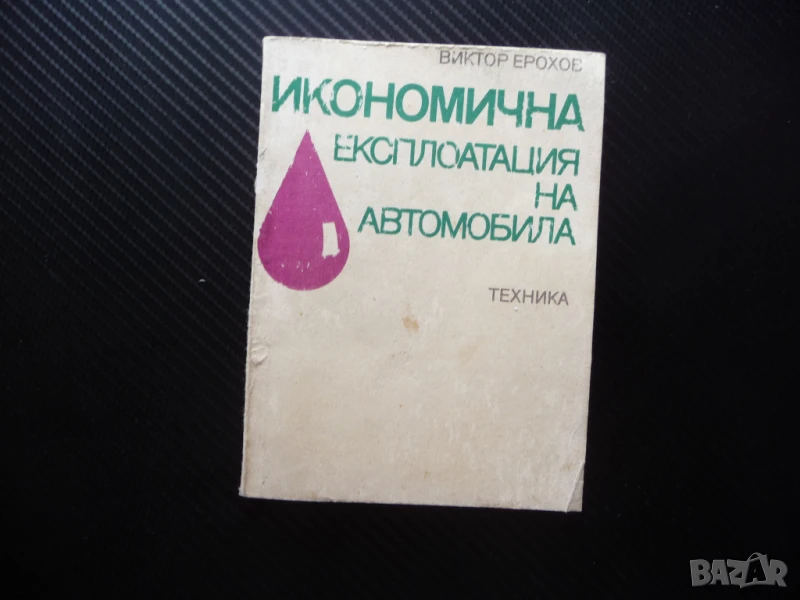 ВИКТОР ЕРОХОВ
ИКОНОМИЧНА
ЕКСПЛОАТАЦИЯ
НА
АВТОМОБИЛА
ТЕХНИКА
BAZAR